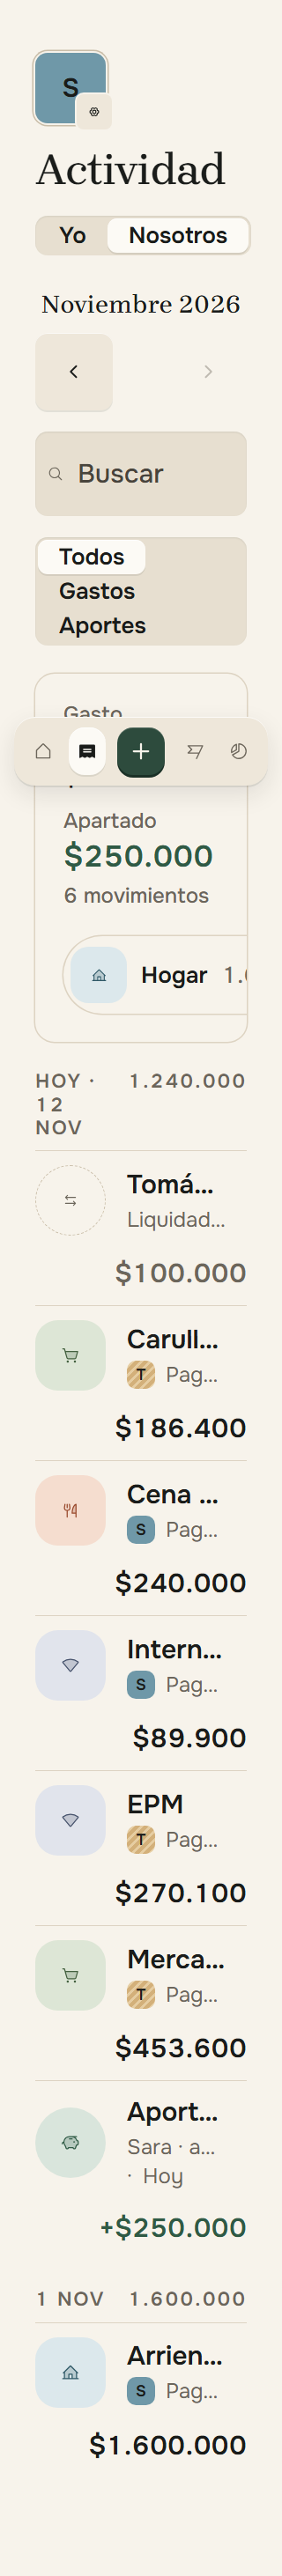 S
Actividad
Yo Nosotros
Noviembre 2026
Buscar
Todos
Gastos
Aportes
Gasto
Apartado
$250.000
6 movimientos
Hogar
HOY · 1.240.000
12
NOV
Tomá...
Liquidad...
$100.000
Carull...
T Pag...
$186.400
Cena ...
S Pag...
$240.000
Intern...
S Pag...
$89.900
EPM
T Pag...
$270.100
Merca...
T Pag...
$453.600
Aport...
Sara · a...
· Hoy
+$250.000
1 NOV 1.600.000
Arrien...
S Pag...
$1.600.000